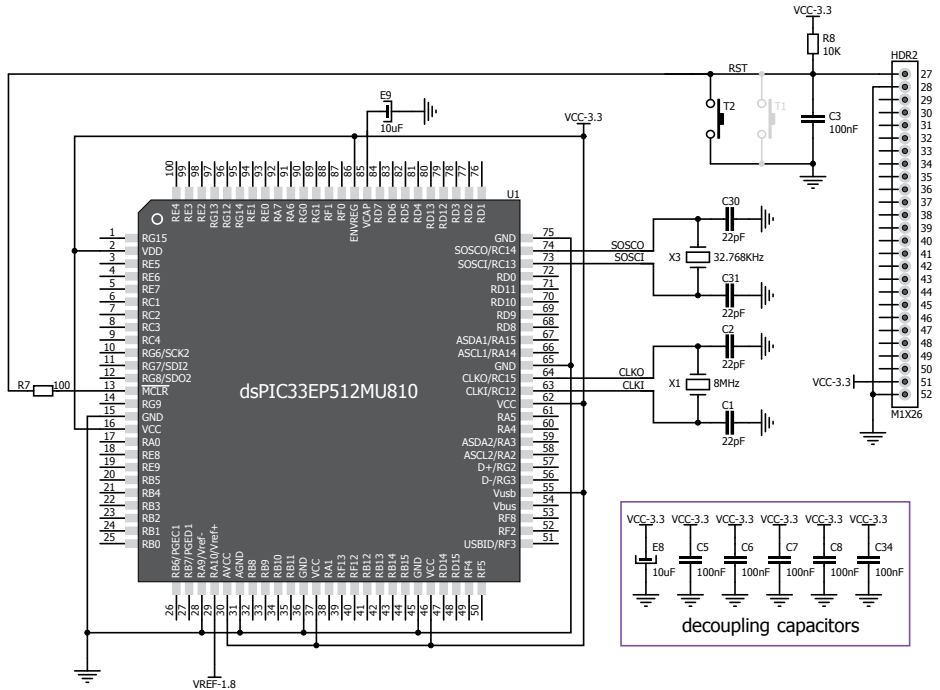 VCC-3.3
R8
10K
HDR2
RST
27
28
29
30
31
32
33
34
35
36
37
38
39
40
41
42
43
44
45
46
47
48
49
50
51
52
M1X26
VCC-3.3
T2
T1
C3
100nF
E9
10uF
VCC-3.3
100
99
98
97
96
95
94
93
92
91
90
89
88
87
86
85
84
83
82
81
80
79
78
77
76
U1
RE4
RE3
RE2
RG13
RG12
RG14
RE1
RE0
RA7
RA6
RG0
RG1
RF1
RF0
ENVREG
VCAP
RD7
RD6
RD5
RD4
RD13
RD12
RD3
RD2
RD1
1 RG15
2 VDD
3 RE5
4 RE6
5 RE7
6 RC1
7 RC2
8 RC3
9 RC4
10 RG6/SCK2
11 RG7/SDI2
12 RG8/SDO2
R7 100 13 MCLR
14 RG9
15 GND
16 VCC
17 RA0
18 RE8
19 RE9
20 RB5
21 RB4
22 RB3
23 RB2
24 RB1
25 RB0
dsPIC33EP512MU810
GND 75
SOSCO/RC14 74 SOSCO
SOSCI/RC13 73 SOSCI
RD0 72
RD11 71
RD10 70
RD9 69
RD8 68
ASDA1/RA15 67
ASCL1/RA14 66
GND 65
CLKO/RC15 64 CLKO
CLKI/RC12 63 CLKI
VCC 62
RA5 61
RA4 60
ASDA2/RA3 59
ASCL2/RA2 58
D+/RG2 57
D-/RG3 56
Vusb 55
Vbus 54
RF8 53
RF2 52
USBID/RF3 51
C30
22pF
X3 32.768KHz
C31
22pF
C2
22pF
X1 8MHz
C1
22pF
RB6/PGEC1
RB7/PGED1
RA9/Vref-
RA10/Vref+
AVCC
AGND
RB8
RB9
RB10
RB11
GND
VCC
RA1
RF13
RF12
RB12
RB13
RB14
RB15
GND
VCC
RD14
RD15
RF4
RF5
26
27
28
29
30
31
32
33
34
35
36
37
38
39
40
41
42
43
44
45
46
47
48
49
50
VREF-1.8
VCC-3.3 VCC-3.3 VCC-3.3 VCC-3.3 VCC-3.3 VCC-3.3
E8 C5 C6 C7 C8 C34
10uF 100nF 100nF 100nF 100nF 100nF
decoupling capacitors